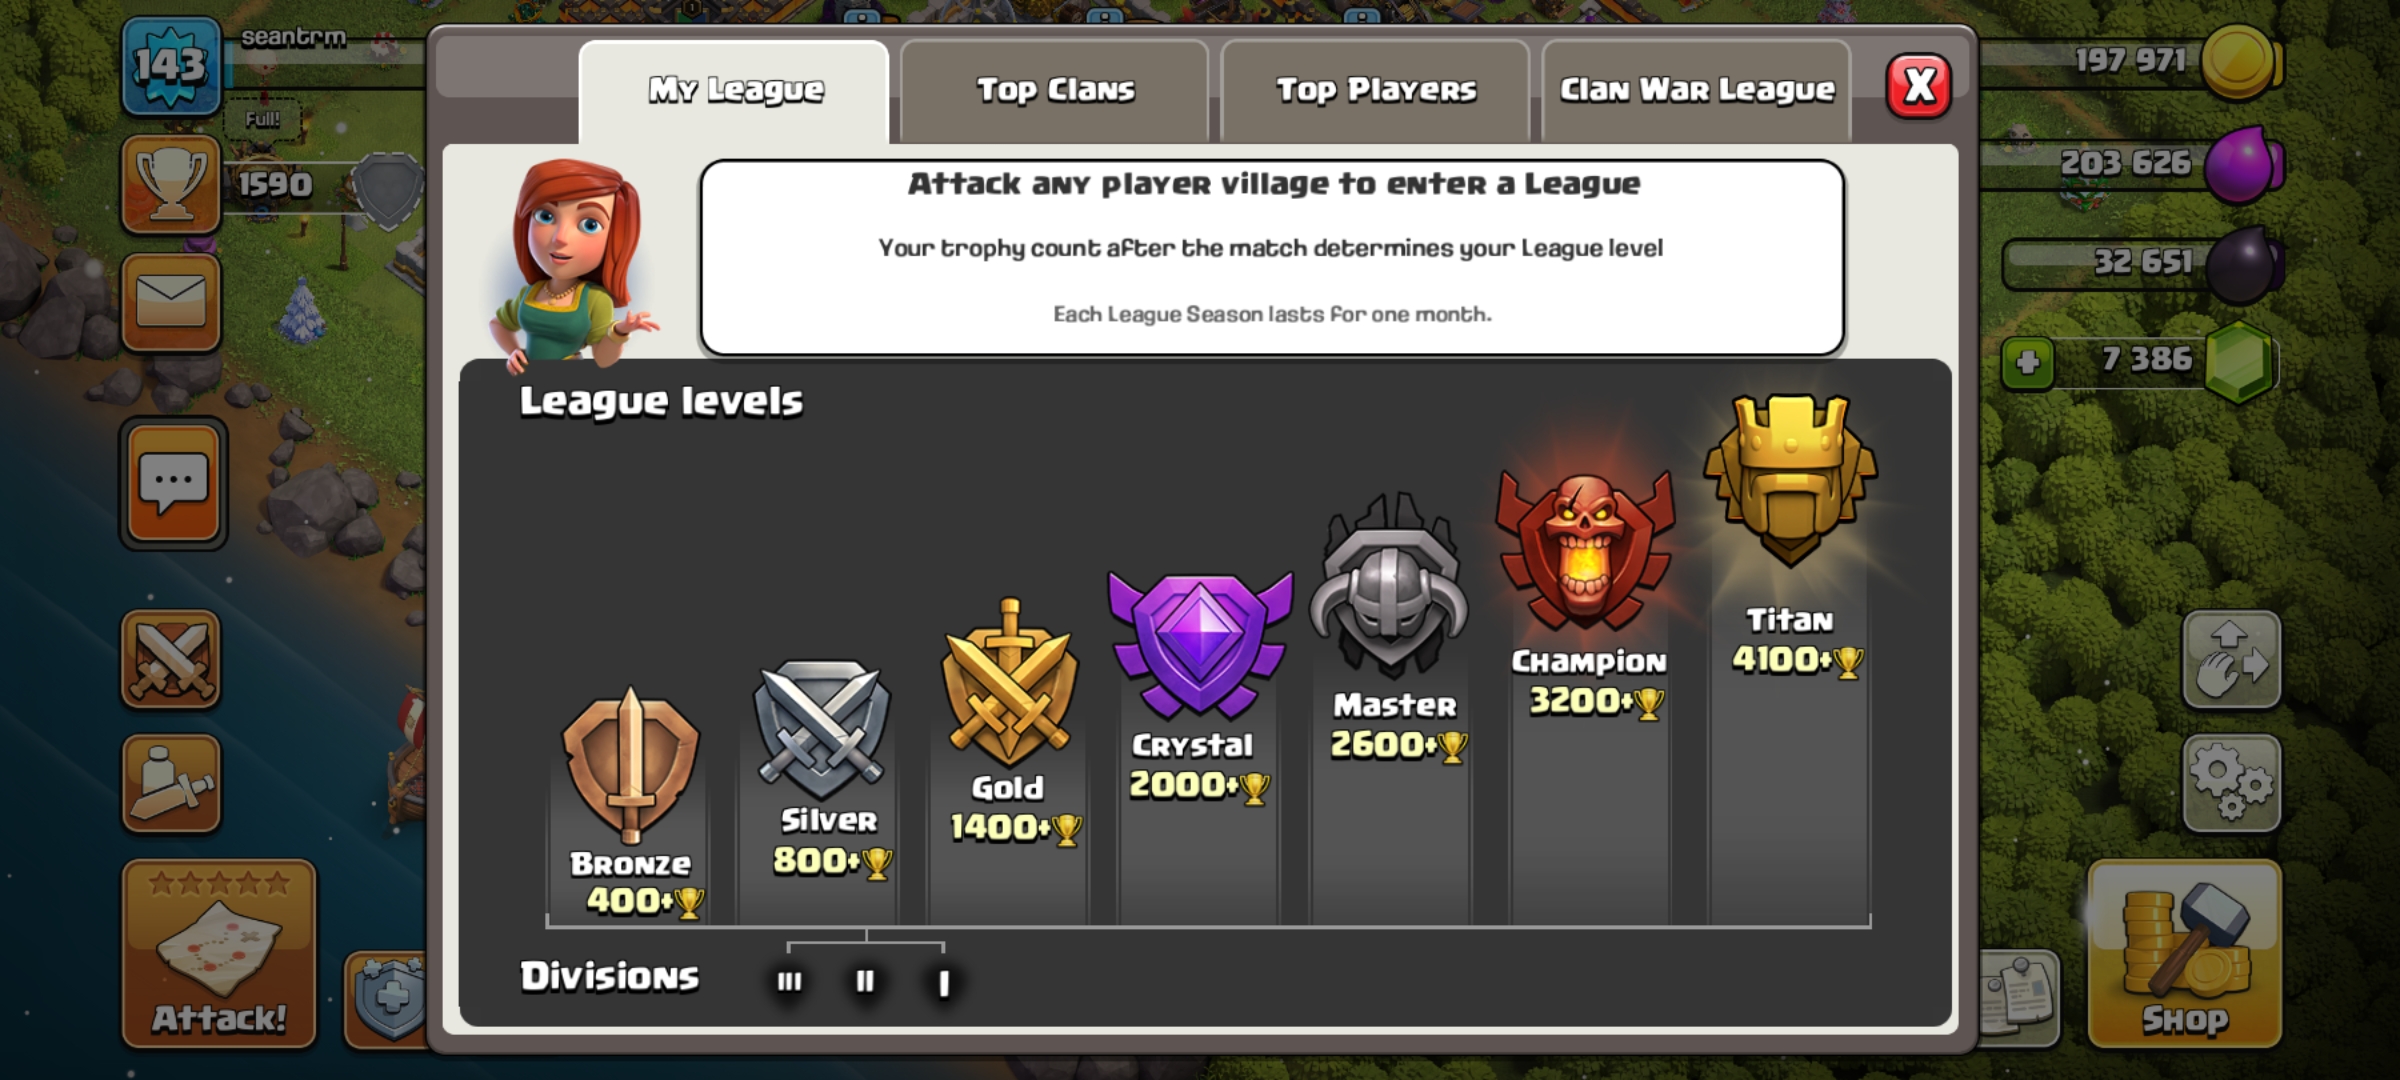 143
seantrm
Full!
1590
My League
Top Clans
Top Players
Clan War League
X
197 971
203 626
32 651
7 386
Attack any player village to enter a League
Your trophy count after the match determines your League level
Each League Season lasts for one month.
League levels
Titan
4100+
Champion
3200+
Master
2600+
Crystal
2000+
Gold
1400+
Silver
800+
Bronze
400+
Divisions
III II I
Attack!
Shop